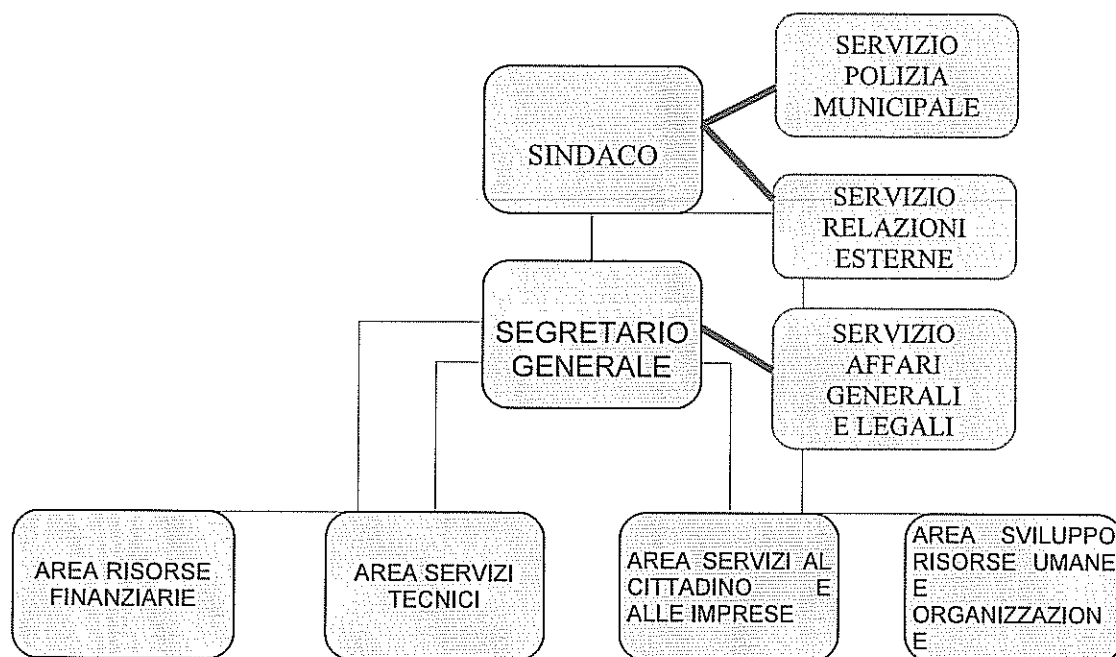 SERVIZIO
POLIZIA
MUNICIPALE
SINDACO
SERVIZIO
RELAZIONI
ESTERNE
SEGRETARIO
GENERALE
SERVIZIO
AFFARI
GENERALI
E LEGALI
AREA RISORSE
FINANZIARIE
AREA SERVIZI
TECNICI
AREA SERVIZI AL
CITTADINO E
ALLE IMPRESE
AREA SVILUPPO
RISORSE UMANE
E
ORGANIZZAZION
E